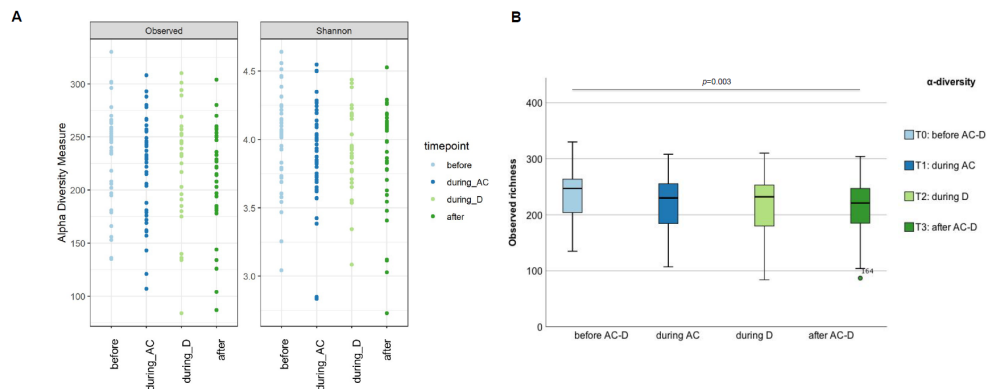 A
Observed
Shannon
Alpha Diversity Measure
300
250
200
150
100
4.5
4.0
3.5
3.0
before
during_AC
during_D
after
before
during_AC
during_D
after
timepoint
before
during_AC
during_D
after
B
p=0.003
Observed richness
400
300
200
100
0
164
before AC-D
during AC
during D
after AC-D
α-diversity
T0: before AC-D
T1: during AC
T2: during D
T3: after AC-D